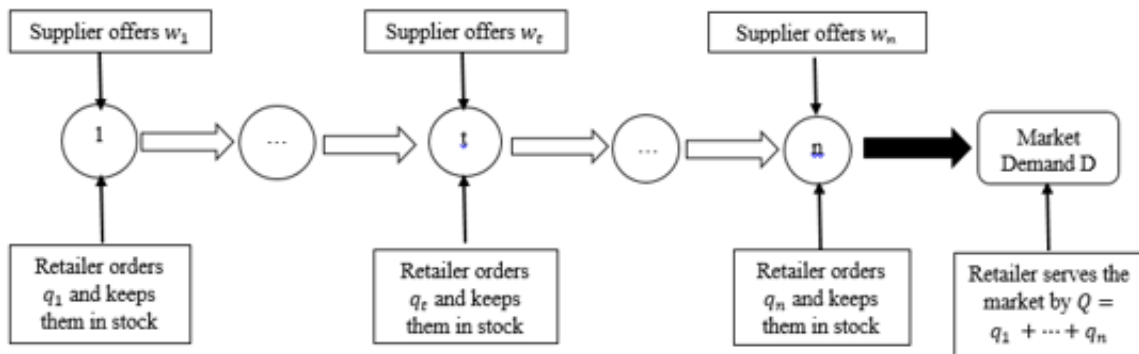 Supplier offers w₁
Supplier offers wₜ
Supplier offers wₙ
1
...
t
...
n
Market
Demand D
Retailer orders
q₁ and keeps
them in stock
Retailer orders
qₜ and keeps
them in stock
Retailer orders
qₙ and keeps
them in stock
Retailer serves the
market by Q =
q₁ + ⋯ + qₙ